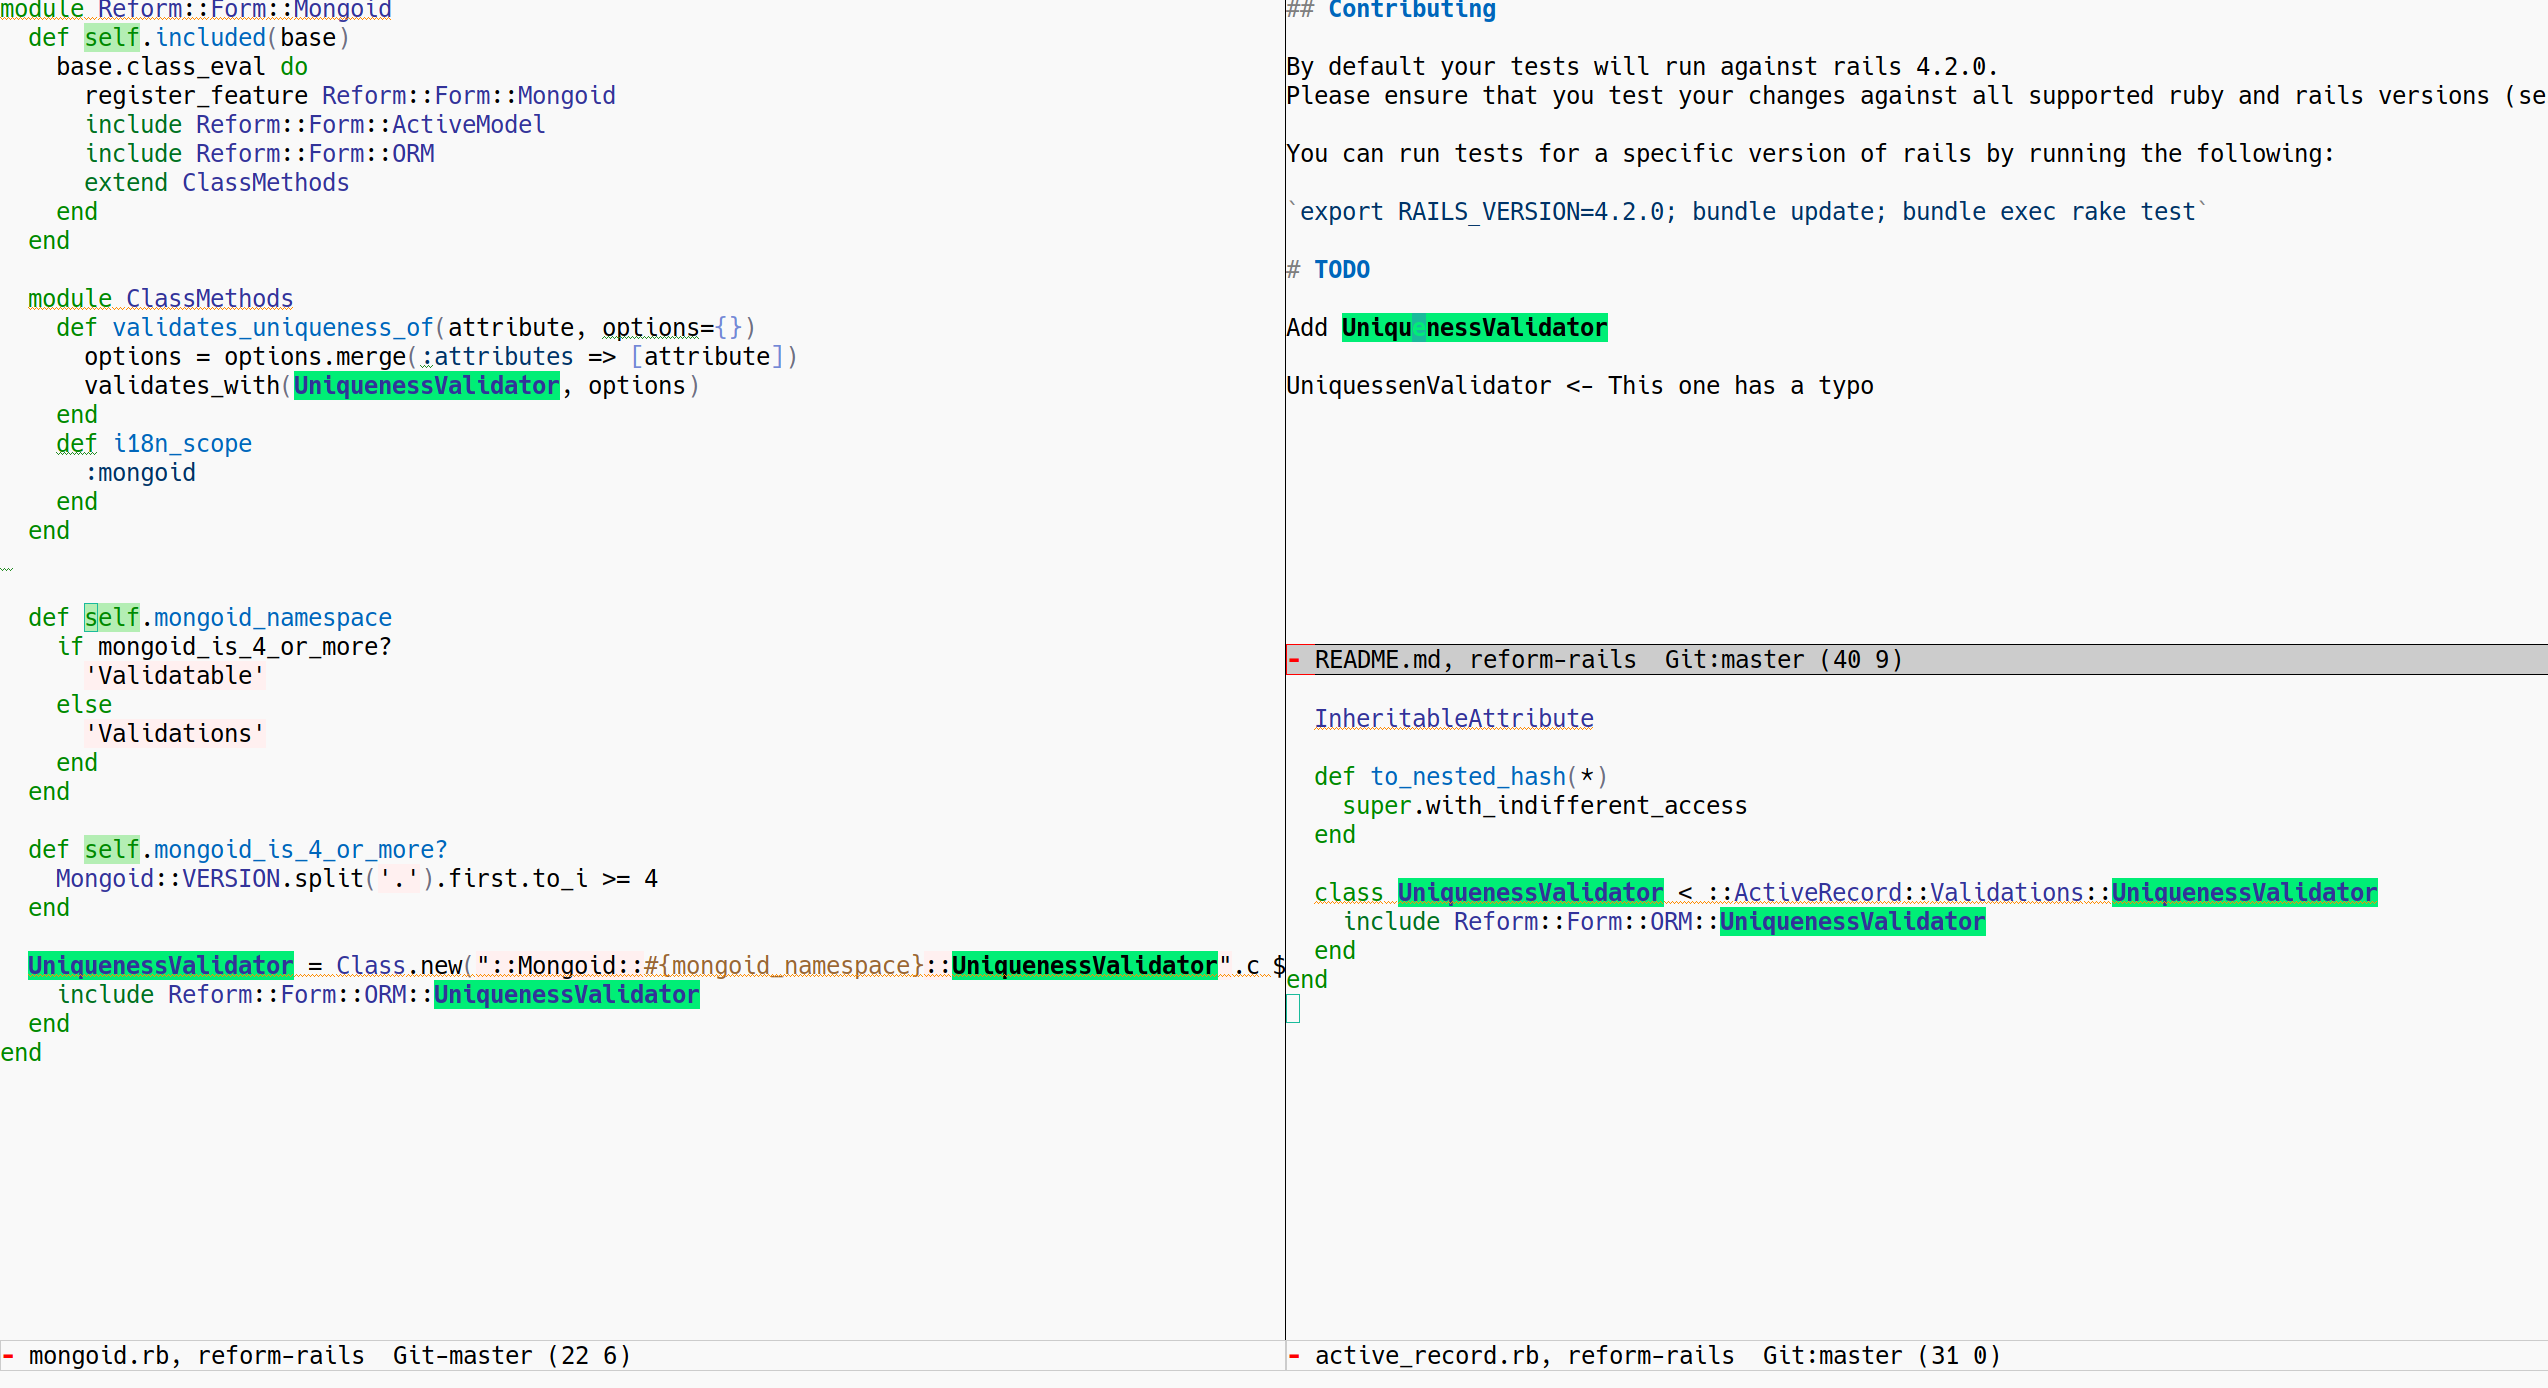 module Reform::Form::Mongoid
  def self.included(base)
    base.class_eval do
      register_feature Reform::Form::Mongoid
      include Reform::Form::ActiveModel
      include Reform::Form::ORM
      extend ClassMethods
    end
  end

  module ClassMethods
    def validates_uniqueness_of(attribute, options={})
      options = options.merge(:attributes => [attribute])
      validates_with(UniquenessValidator, options)
    end
    def i18n_scope
      :mongoid
    end
  end

  def self.mongoid_namespace
    if mongoid_is_4_or_more?
      'Validatable'
    else
      'Validations'
    end
  end

  def self.mongoid_is_4_or_more?
    Mongoid::VERSION.split('.').first.to_i >= 4
  end

  UniquenessValidator = Class.new("::Mongoid::#{mongoid_namespace}::UniquenessValidator".c $
    include Reform::Form::ORM::UniquenessValidator
  end
end
- mongoid.rb, reform-rails  Git-master (22 6)
## Contributing

By default your tests will run against rails 4.2.0.
Please ensure that you test your changes against all supported ruby and rails versions (se

You can run tests for a specific version of rails by running the following:

`export RAILS_VERSION=4.2.0; bundle update; bundle exec rake test`

# TODO

Add UniquenessValidator

UniquessenValidator <- This one has a typo
- README.md, reform-rails  Git:master (40 9)
  InheritableAttribute

  def to_nested_hash(*)
    super.with_indifferent_access
  end

  class UniquenessValidator < ::ActiveRecord::Validations::UniquenessValidator
    include Reform::Form::ORM::UniquenessValidator
  end
end
- active_record.rb, reform-rails  Git:master (31 0)